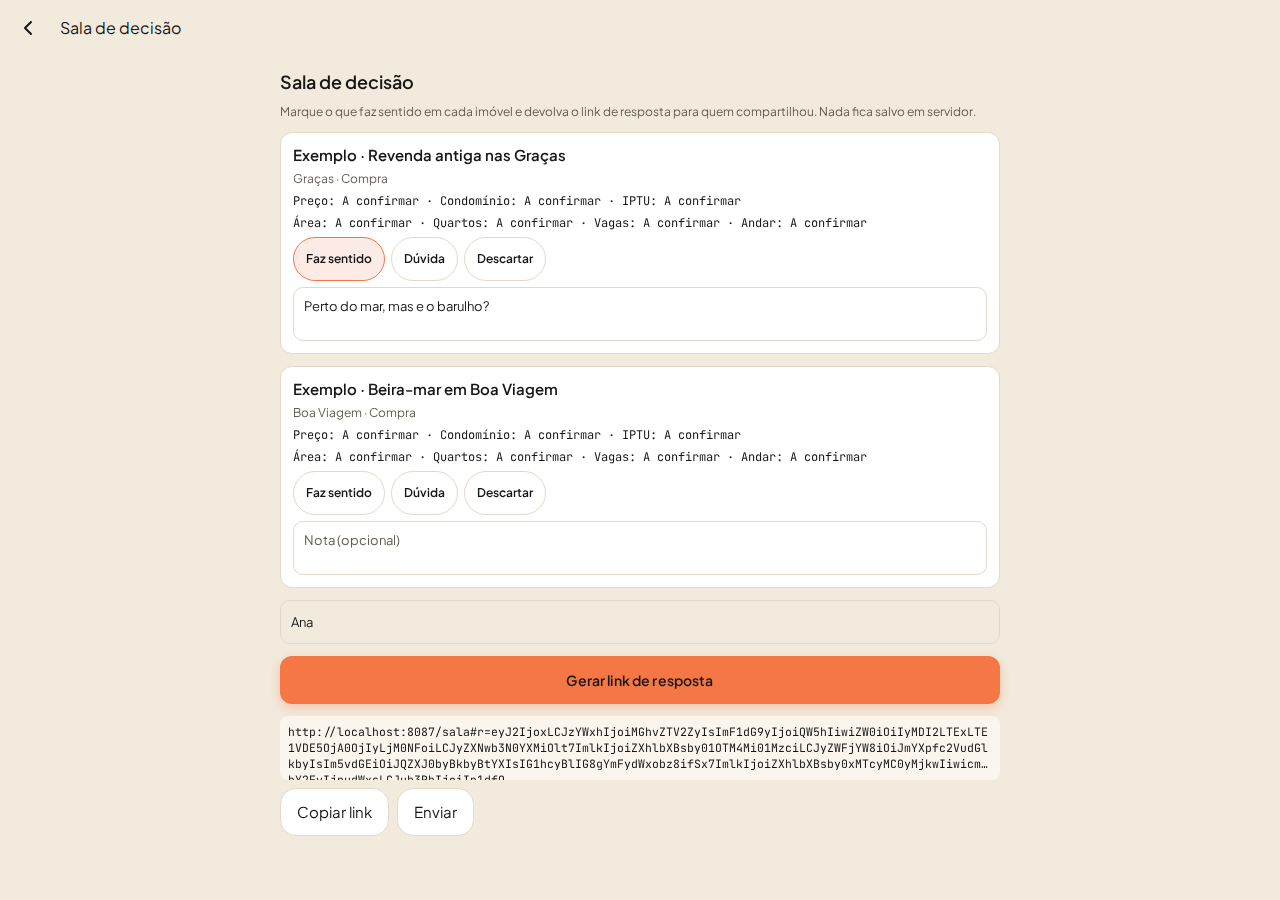 Sala de decisão
Sala de decisão
Marque o que faz sentido em cada imóvel e devolva o link de resposta para quem compartilhou. Nada fica salvo em servidor.
Exemplo · Revenda antiga nas Graças
Graças · Compra
Preço: A confirmar · Condomínio: A confirmar · IPTU: A confirmar
Área: A confirmar · Quartos: A confirmar · Vagas: A confirmar · Andar: A confirmar
Faz sentido
Dúvida
Descartar
Perto do mar, mas e o barulho?
Exemplo · Beira-mar em Boa Viagem
Boa Viagem · Compra
Preço: A confirmar · Condomínio: A confirmar · IPTU: A confirmar
Área: A confirmar · Quartos: A confirmar · Vagas: A confirmar · Andar: A confirmar
Faz sentido
Dúvida
Descartar
Nota (opcional)
Ana
Gerar link de resposta
http://localhost:8087/sala#r=eyJ2IjoxLCJzYWxhIjoiMGhvZTV2ZyIsImF1dG9yIjoiQW5hIiwiZW0iOiIyMDI2LTExLTE
1VDE5OjA0OjIyLjM0NFoiLCJyZXNwb3N0YXMiOlt7ImlkIjoiZXhlbXBsby01OTM4Mi01MzciLCJyZWFjYW8iOiJmYXpfc2VudGl
kbyIsIm5vdGEiOiJQZXJ0byBkbyBtYXIsIG1hcyBlIG8gYmFydWxobz8ifSx7ImlkIjoiZXhlbXBsby0xMTcyMC0yMjkwIiwicm…
Copiar link
Enviar